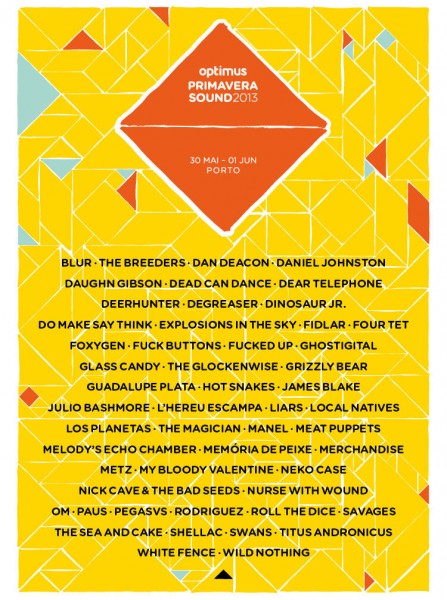 optimus
PRIMAVERA
SOUND2013
30 MAI – 01 JUN
PORTO
BLUR · THE BREEDERS · DAN DEACON · DANIEL JOHNSTON
DAUGHN GIBSON · DEAD CAN DANCE · DEAR TELEPHONE
DEERHUNTER · DEGREASER · DINOSAUR JR.
DO MAKE SAY THINK · EXPLOSIONS IN THE SKY · FIDLAR · FOUR TET
FOXYGEN · FUCK BUTTONS · FUCKED UP · GHOSTIGITAL
GLASS CANDY · THE GLOCKENWISE · GRIZZLY BEAR
GUADALUPE PLATA · HOT SNAKES · JAMES BLAKE
JULIO BASHMORE · L'HEREU ESCAMPA · LIARS · LOCAL NATIVES
LOS PLANETAS · THE MAGICIAN · MANEL · MEAT PUPPETS
MELODY'S ECHO CHAMBER · MEMÓRIA DE PEIXE · MERCHANDISE
METZ · MY BLOODY VALENTINE · NEKO CASE
NICK CAVE & THE BAD SEEDS · NURSE WITH WOUND
OM · PAUS · PEGASVS · RODRIGUEZ · ROLL THE DICE · SAVAGES
THE SEA AND CAKE · SHELLAC · SWANS · TITUS ANDRONICUS
WHITE FENCE · WILD NOTHING